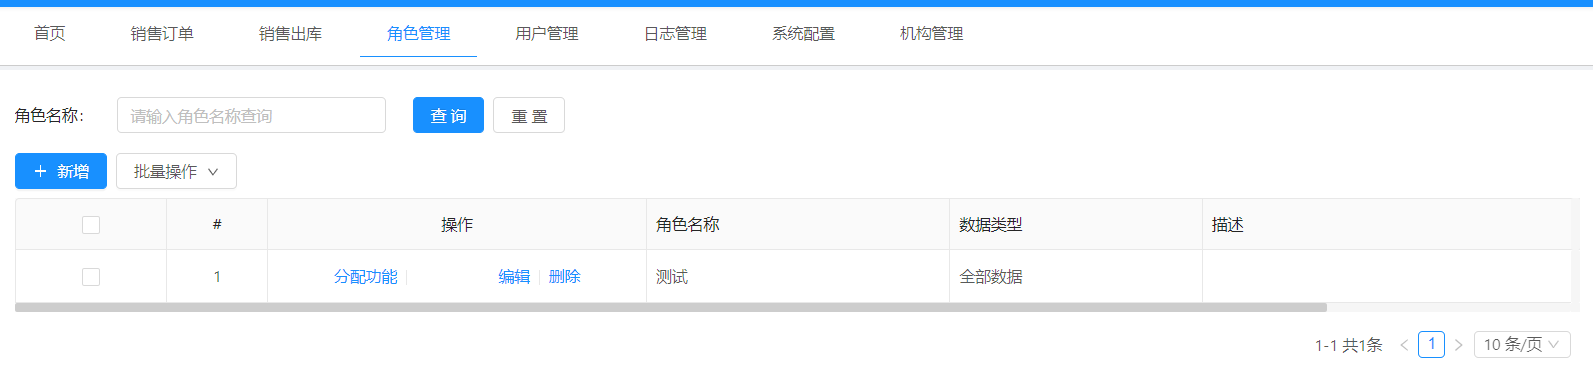 首页 销售订单 销售出库 角色管理 用户管理 日志管理 系统配置 机构管理
角色名称： 请输入角色名称查询 查 询 重 置
新增 批量操作
# 操作 角色名称 数据类型 描述
1 分配功能 编辑 删除 测试 全部数据
1-1 共1条 1 10 条/页